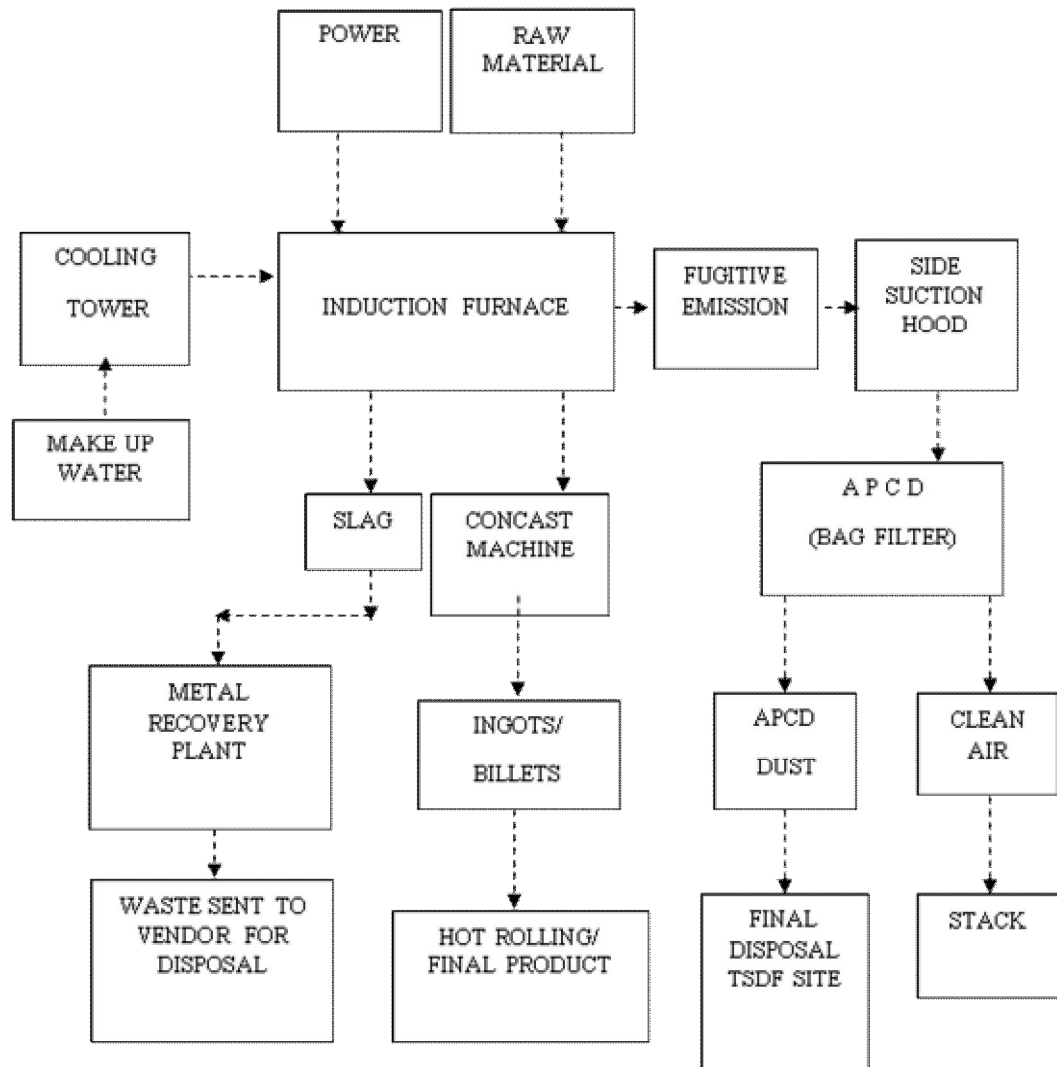 POWER
RAW
MATERIAL
COOLING
TOWER
INDUCTION FURNACE
FUGITIVE
EMISSION
SIDE
SUCTION
HOOD
MAKE UP
WATER
SLAG
CONCAST
MACHINE
A P C D
(BAG FILTER)
METAL
RECOVERY
PLANT
INGOTS/
BILLETS
APCD
DUST
CLEAN
AIR
WASTE SENT TO
VENDOR FOR
DISPOSAL
HOT ROLLING/
FINAL PRODUCT
FINAL
DISPOSAL
TSDF SITE
STACK